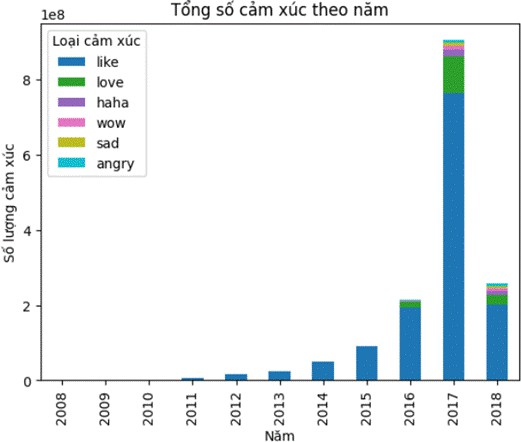 Tổng số cảm xúc theo năm
1e8
Loại cảm xúc
like
love
haha
wow
sad
angry
Số lượng cảm xúc
8
6
4
2
0
2008
2009
2010
2011
2012
2013
2014
2015
2016
2017
2018
Năm